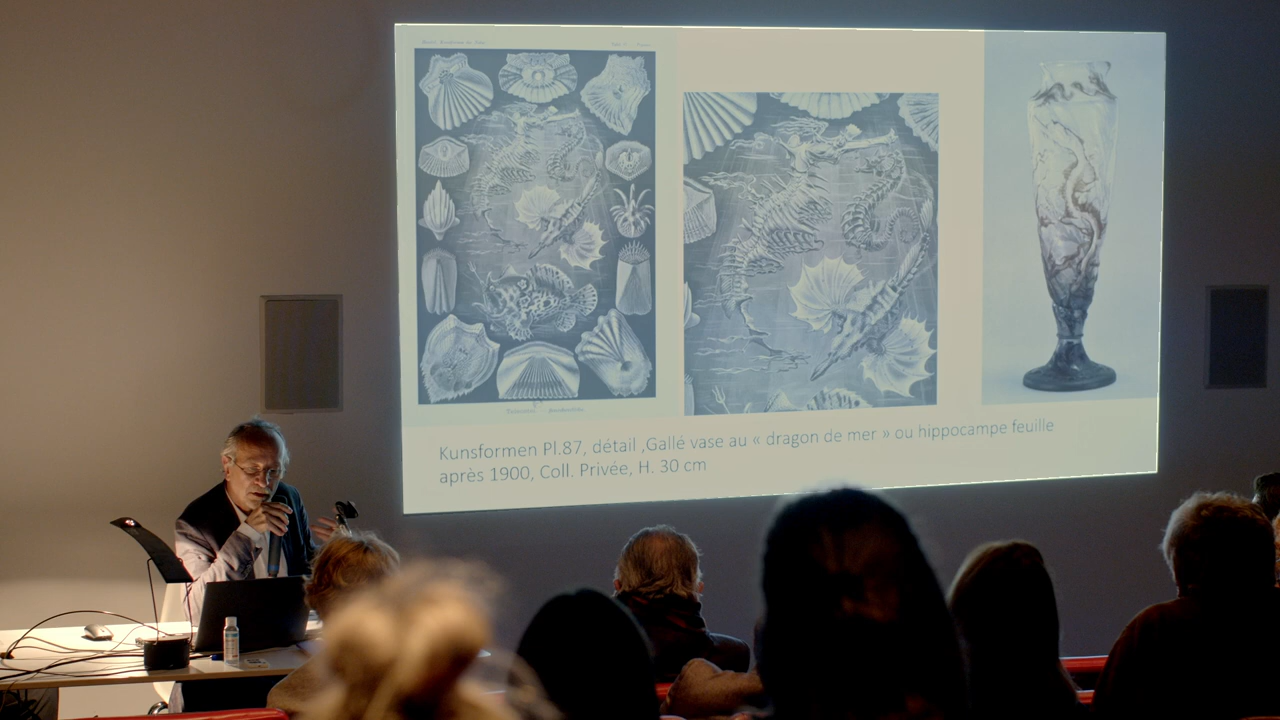 Kunsformen Pl.87, détail ,Gallé vase au « dragon de mer » ou hippocampe feuille
après 1900, Coll. Privée, H. 30 cm